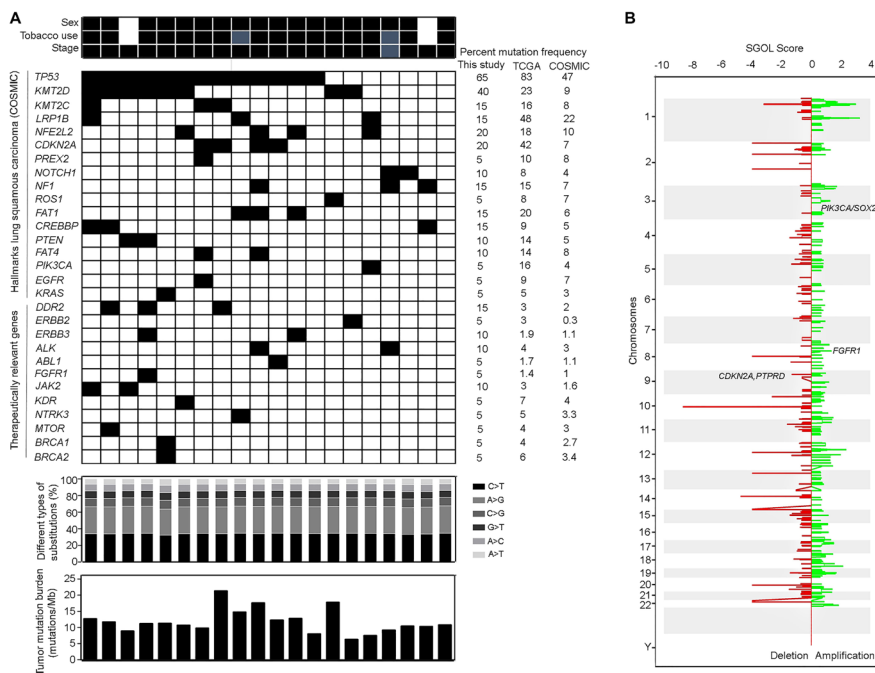 A
Sex
Tobacco use
Stage
Percent mutation frequency
This study TCGA COSMIC
Hallmarks lung squamous carcinoma (COSMIC)
TP53 65 83 47
KMT2D 40 23 9
KMT2C 15 16 8
LRP1B 15 48 22
NFE2L2 20 18 10
CDKN2A 20 42 7
PREX2 5 10 8
NOTCH1 10 8 4
NF1 15 15 7
ROS1 5 8 7
FAT1 15 20 6
CREBBP 15 9 5
PTEN 10 14 5
FAT4 10 14 8
PIK3CA 5 16 4
EGFR 5 9 7
KRAS 5 5 3
Therapeutically relevant genes
DDR2 15 3 2
ERBB2 5 3 0.3
ERBB3 10 1.9 1.1
ALK 10 4 3
ABL1 5 1.7 1.1
FGFR1 5 1.4 1
JAK2 10 3 1.6
KDR 5 7 4
NTRK3 5 5 3.3
MTOR 5 4 3
BRCA1 5 4 2.7
BRCA2 5 6 3.4
Different types of
substitutions (%)
100
80
60
40
20
0
C>T
A>G
C>G
G>T
A>C
A>T
Tumor mutation burden
(mutations/Mb)
25
20
15
10
5
0
B
SGOL Score
-10 -8 -6 -4 -2 0 2 4
Chromosomes
1
2
3
PIK3CA/SOX2
4
5
6
7
8
FGFR1
CDKN2A,PTPRD
9
10
11
12
13
14
15
16
17
18
19
20
21
22
Y
Deletion Amplification